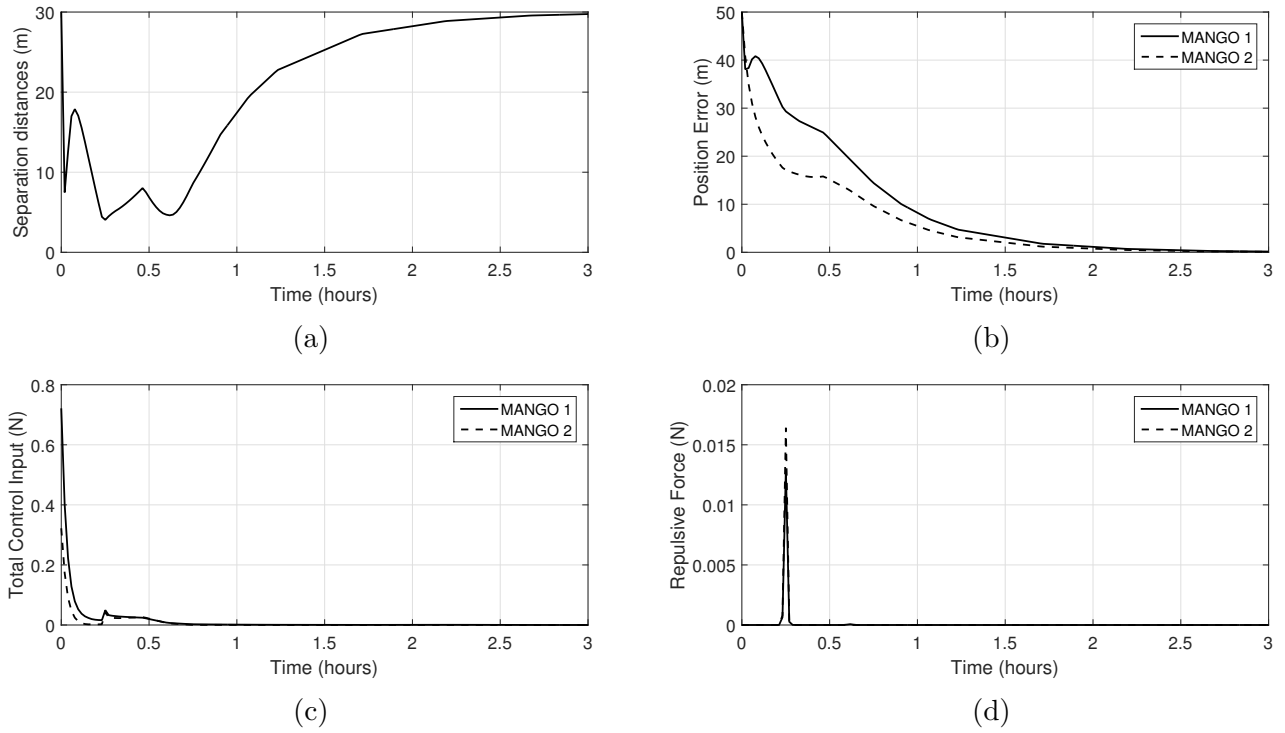 30
20
10
0
Separation distances (m)
0 0.5 1 1.5 2 2.5 3
Time (hours)
(a)
50
40
30
20
10
0
Position Error (m)
MANGO 1
MANGO 2
0 0.5 1 1.5 2 2.5 3
Time (hours)
(b)
0.8
0.6
0.4
0.2
0
Total Control Input (N)
MANGO 1
MANGO 2
0 0.5 1 1.5 2 2.5 3
Time (hours)
(c)
0.02
0.015
0.01
0.005
0
Repulsive Force (N)
MANGO 1
MANGO 2
0 0.5 1 1.5 2 2.5 3
Time (hours)
(d)